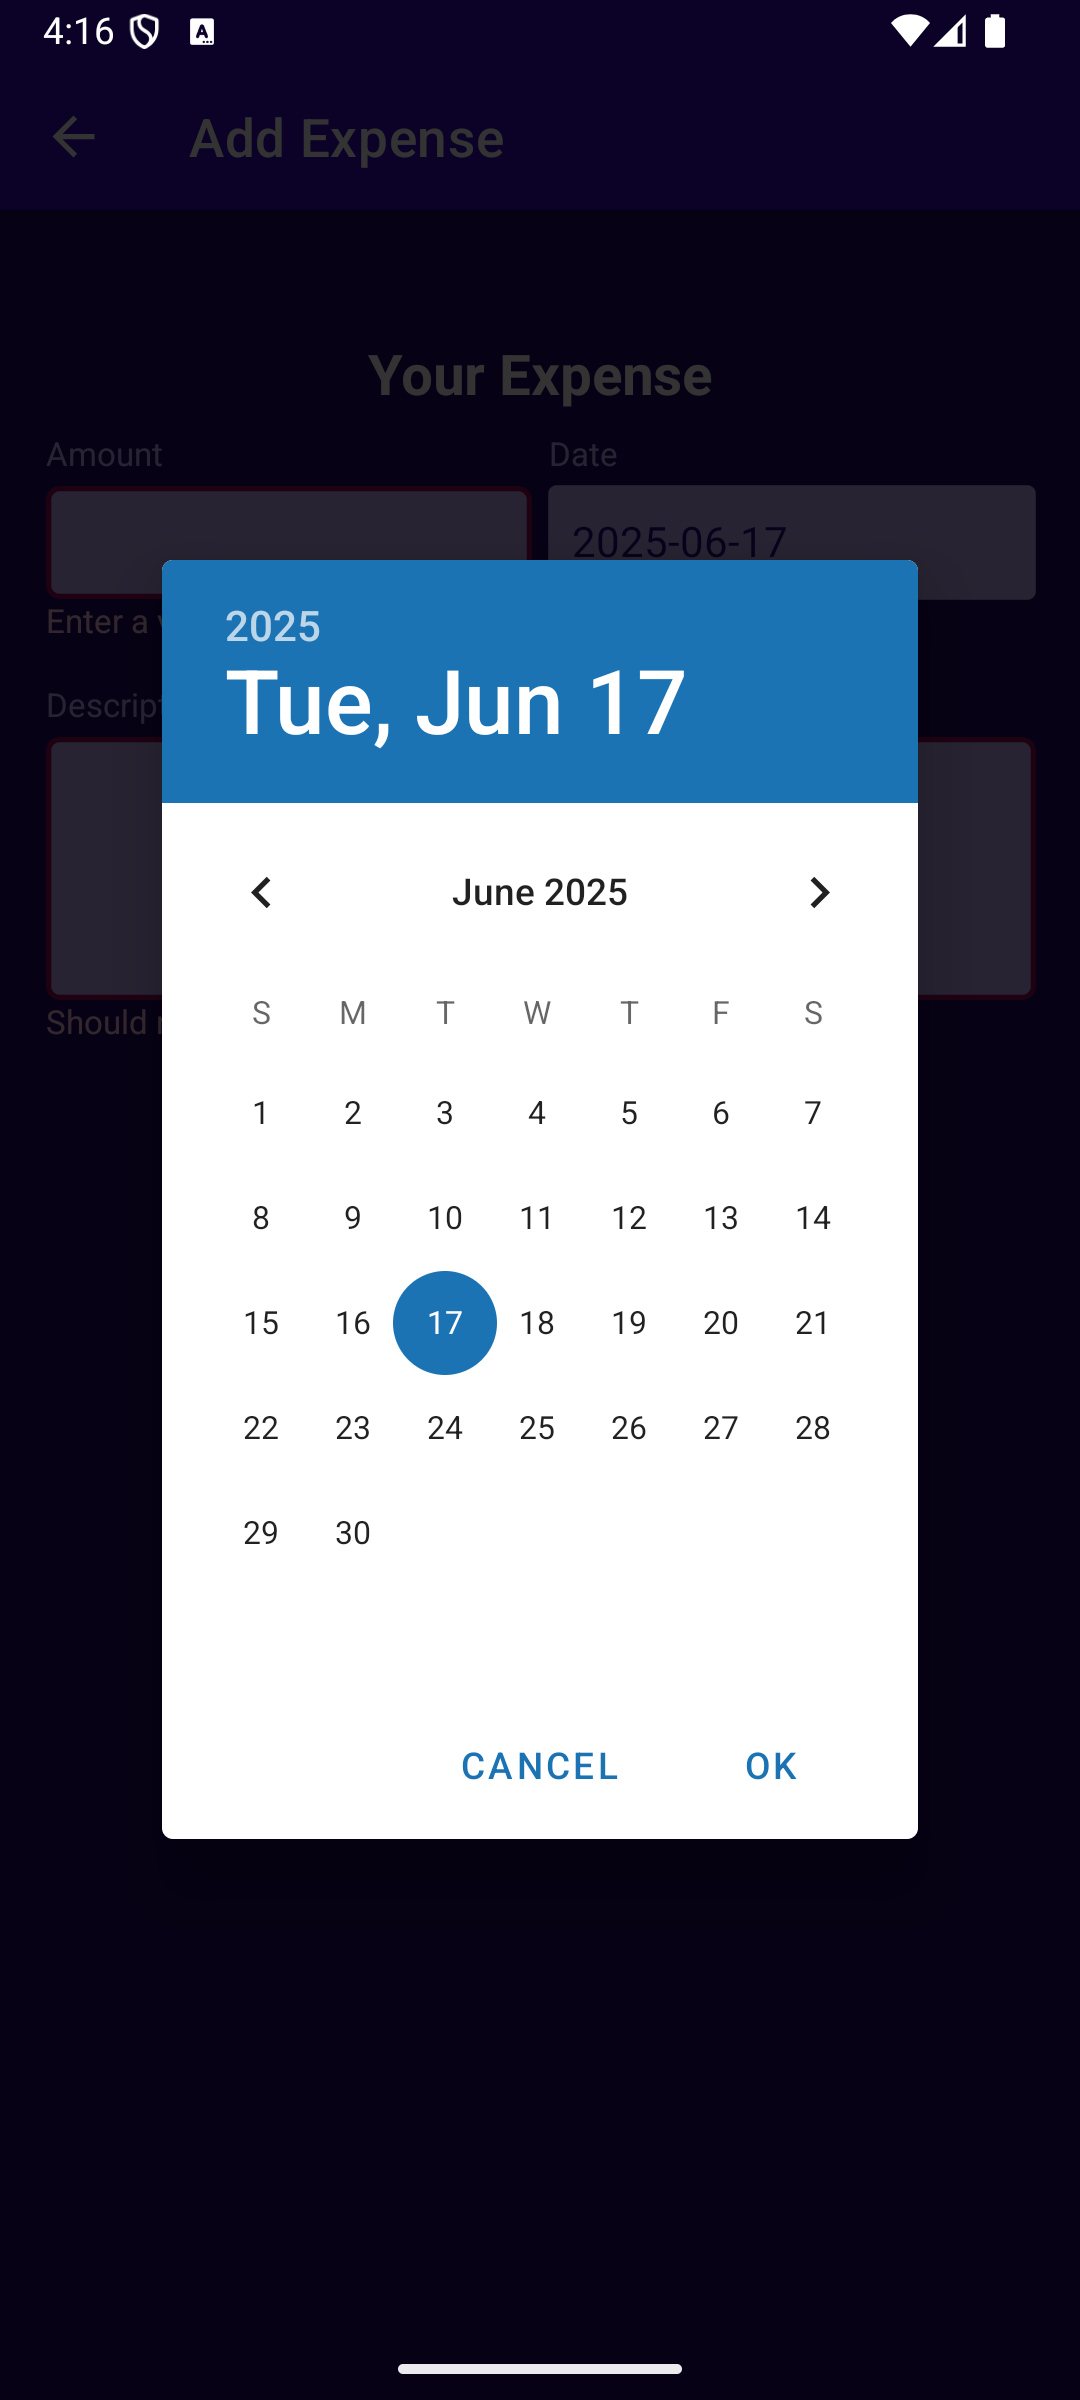 4:16
Add Expense
Your Expense
Amount
Date
2025-06-17
Enter a
2025
Tue, Jun 17
June 2025
S M T W T F S
1 2 3 4 5 6 7
8 9 10 11 12 13 14
15 16 17 18 19 20 21
22 23 24 25 26 27 28
29 30
CANCEL OK
Should